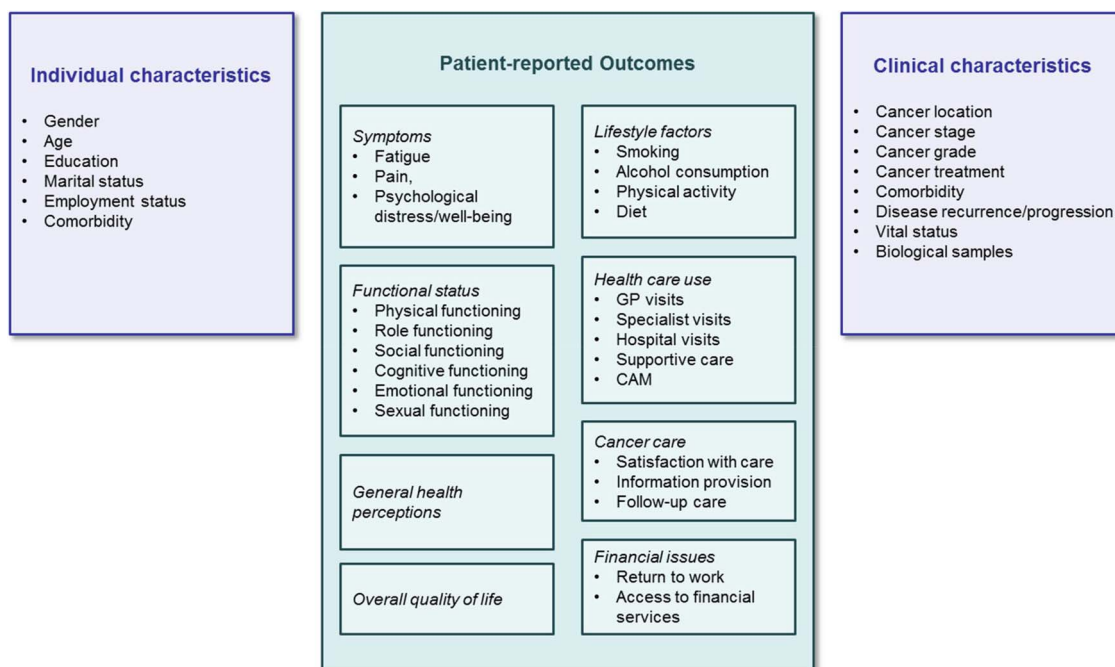 Individual characteristics
• Gender
• Age
• Education
• Marital status
• Employment status
• Comorbidity
Patient-reported Outcomes
Symptoms
• Fatigue
• Pain,
• Psychological
distress/well-being
Functional status
• Physical functioning
• Role functioning
• Social functioning
• Cognitive functioning
• Emotional functioning
• Sexual functioning
General health
perceptions
Overall quality of life
Lifestyle factors
• Smoking
• Alcohol consumption
• Physical activity
• Diet
Health care use
• GP visits
• Specialist visits
• Hospital visits
• Supportive care
• CAM
Cancer care
• Satisfaction with care
• Information provision
• Follow-up care
Financial issues
• Return to work
• Access to financial
services
Clinical characteristics
• Cancer location
• Cancer stage
• Cancer grade
• Cancer treatment
• Comorbidity
• Disease recurrence/progression
• Vital status
• Biological samples